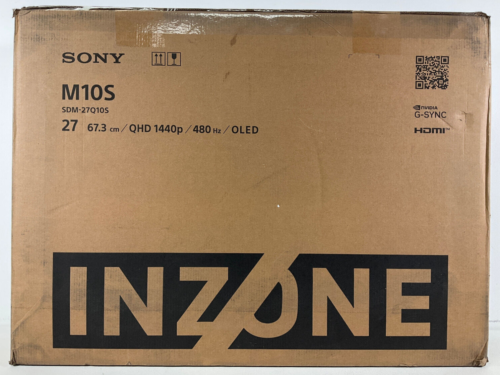 SONY
M10S
SDM-27Q10S
27 67.3 cm / QHD 1440p / 480 Hz / OLED
NVIDIA
G-SYNC
HDMI
INZONE